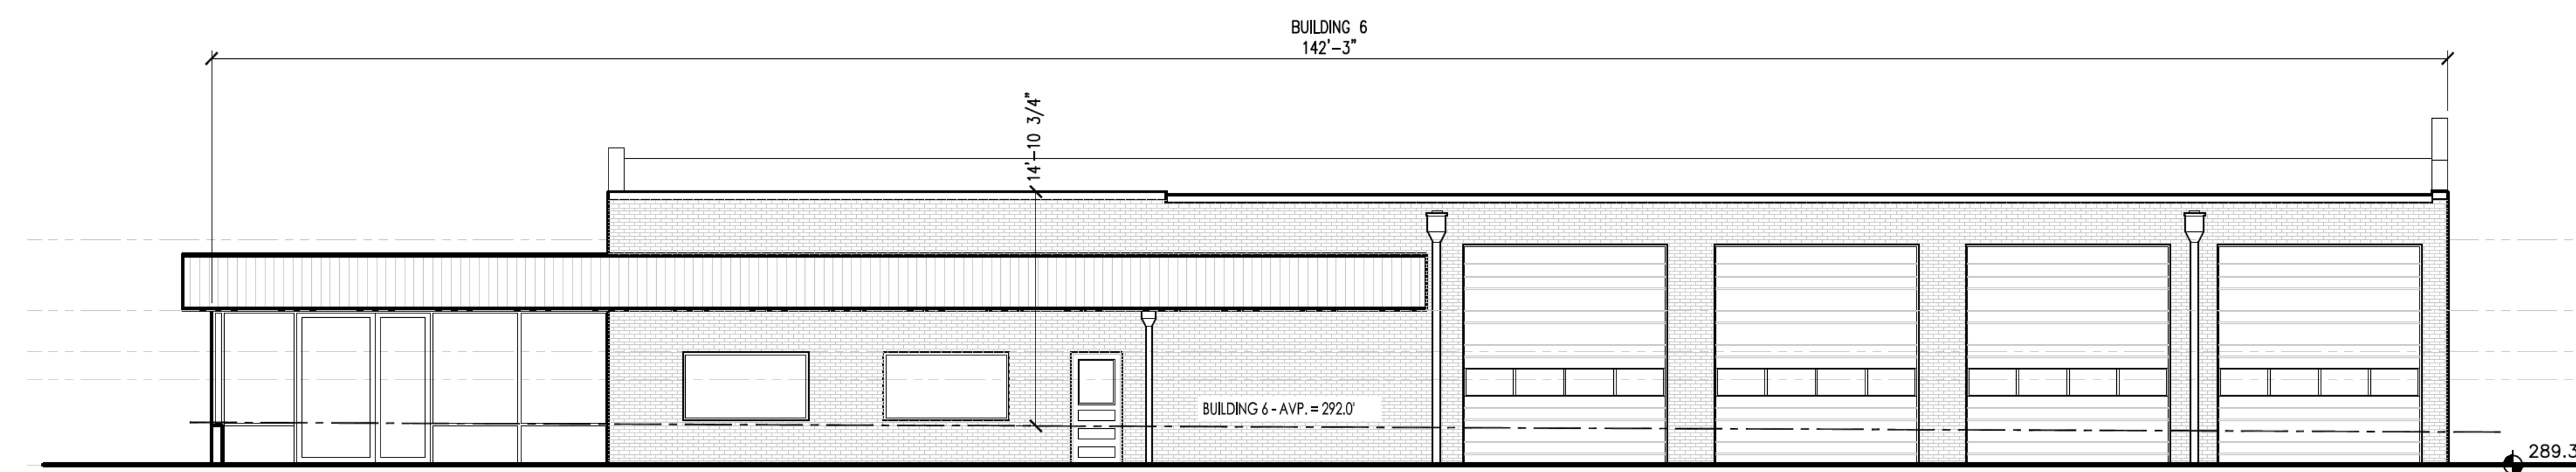 BUILDING 6
142'-3"
14'-10 3/4"
BUILDING 6 - AVP. = 292.0'
289.3